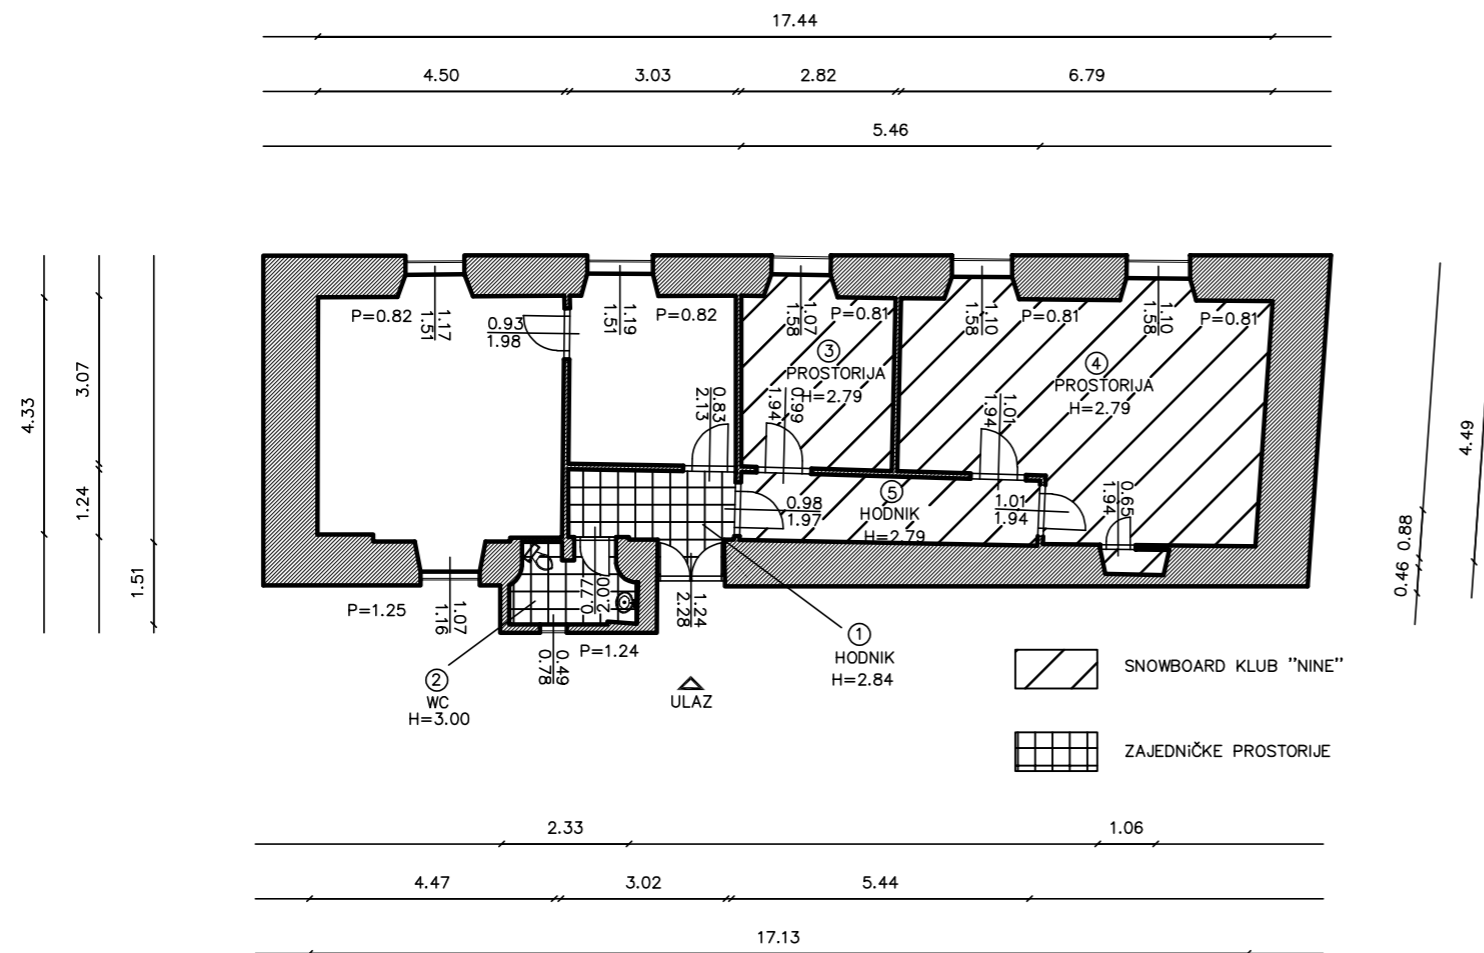 17.44
4.50
3.03
2.82
6.79
5.46
4.33
3.07
1.24
1.51
4.49
0.88
0.46
P=0.82
1.17
1.51
0.93
1.98
1.19
1.51
P=0.82
1.07
1.58
P=0.81
1.10
1.58
P=0.81
1.10
1.58
P=0.81
3
PROSTORIJA
H=2.79
4
PROSTORIJA
H=2.79
0.83
2.13
0.99
1.94
1.01
1.94
0.98
1.97
5
HODNIK
H=2.79
1.01
1.94
0.65
1.94
P=1.25
1.07
1.16
0.77
2.00
0.49
0.78
P=1.24
1.24
2.28
1
HODNIK
H=2.84
2
WC
H=3.00
ULAZ
SNOWBOARD KLUB "NINE"
ZAJEDNiČKE PROSTORIJE
2.33
1.06
4.47
3.02
5.44
17.13